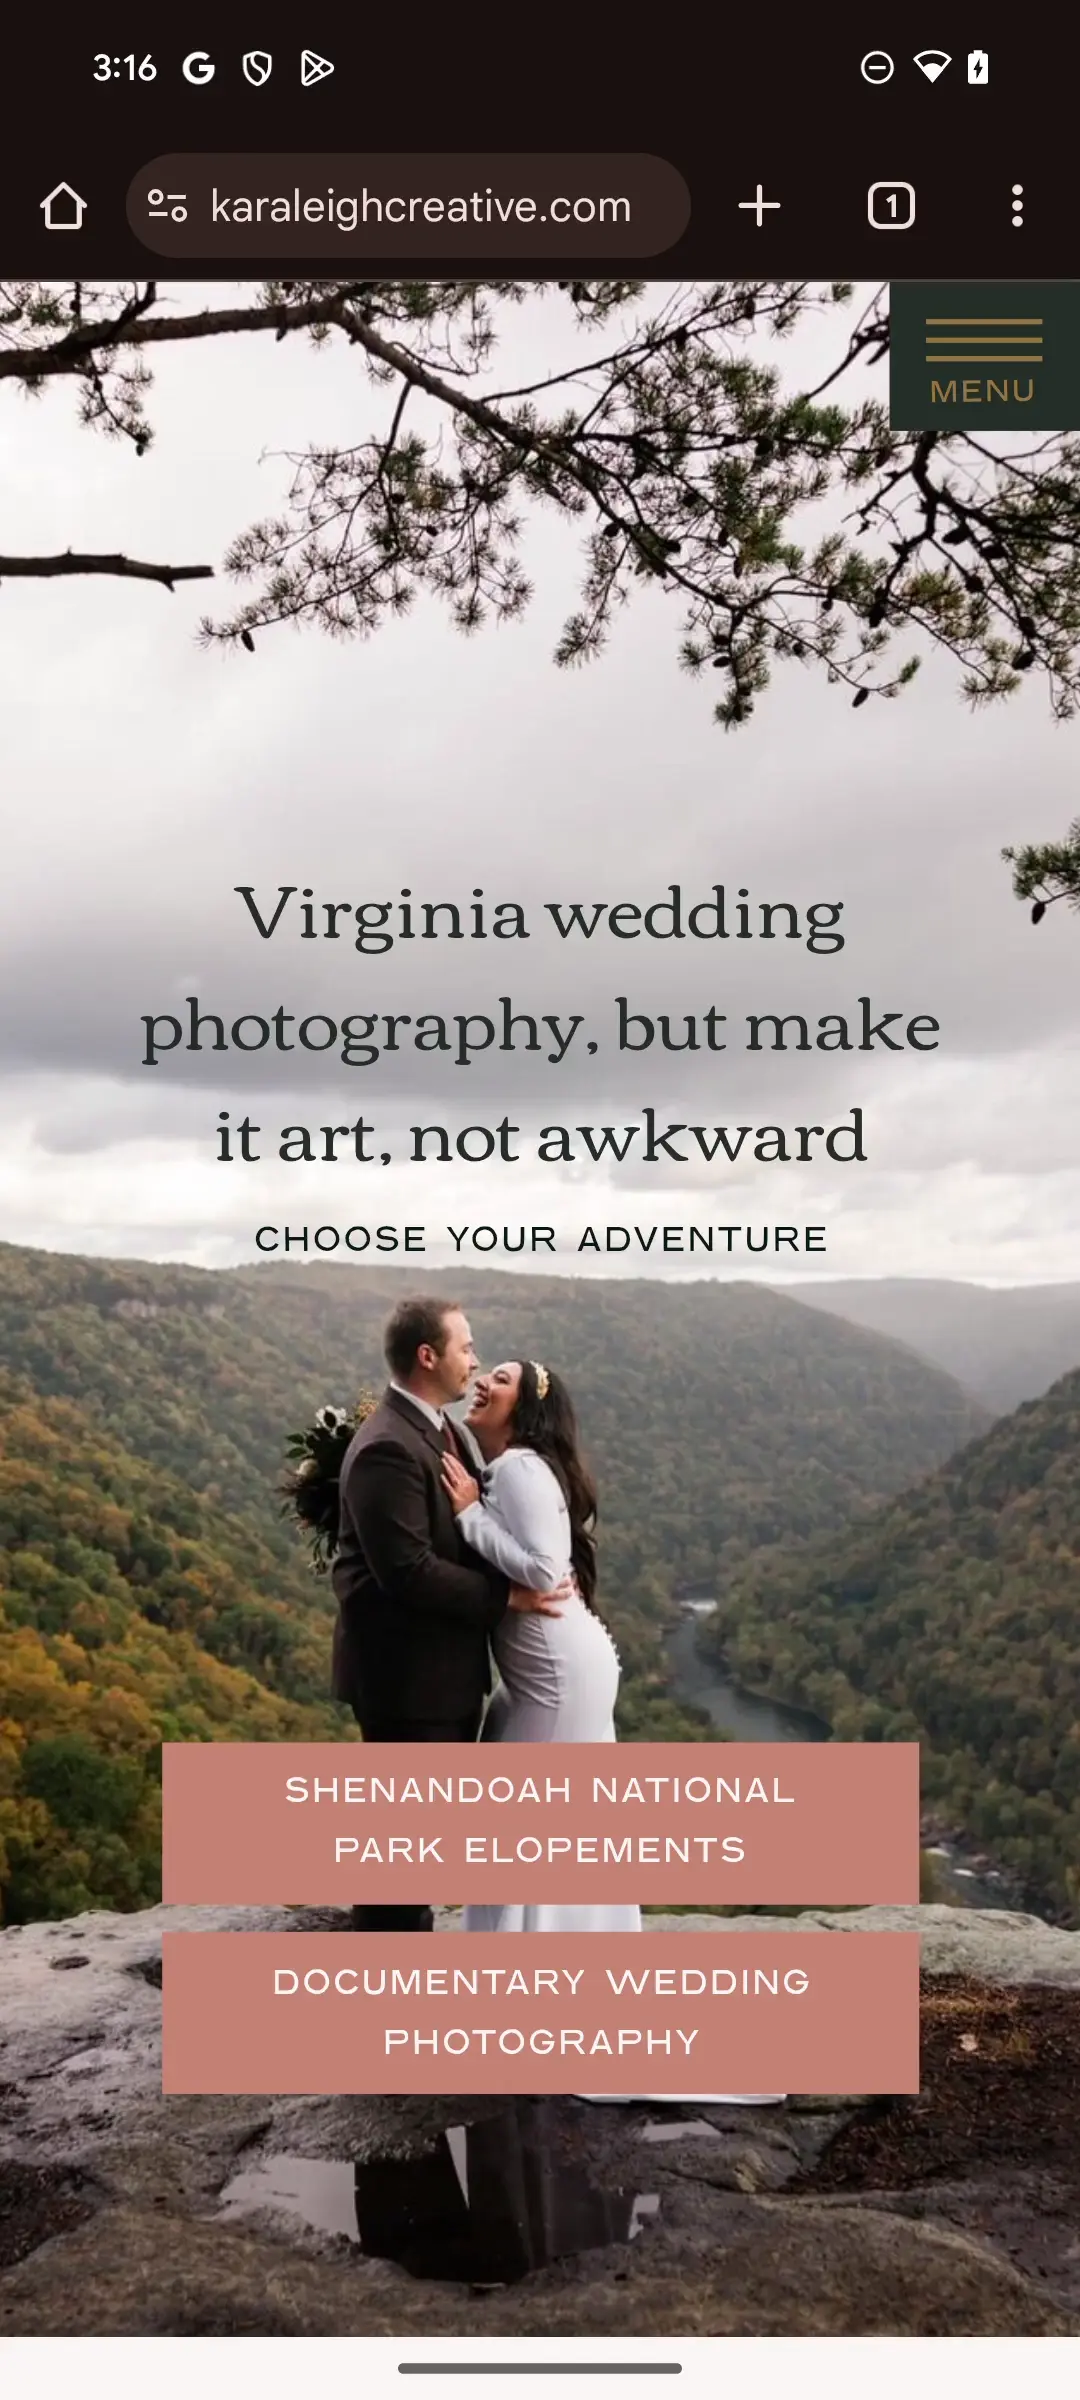 3:16
karaleighcreative.com
1
MENU
Virginia wedding
photography, but make
it art, not awkward
CHOOSE YOUR ADVENTURE
SHENANDOAH NATIONAL
PARK ELOPEMENTS
DOCUMENTARY WEDDING
PHOTOGRAPHY